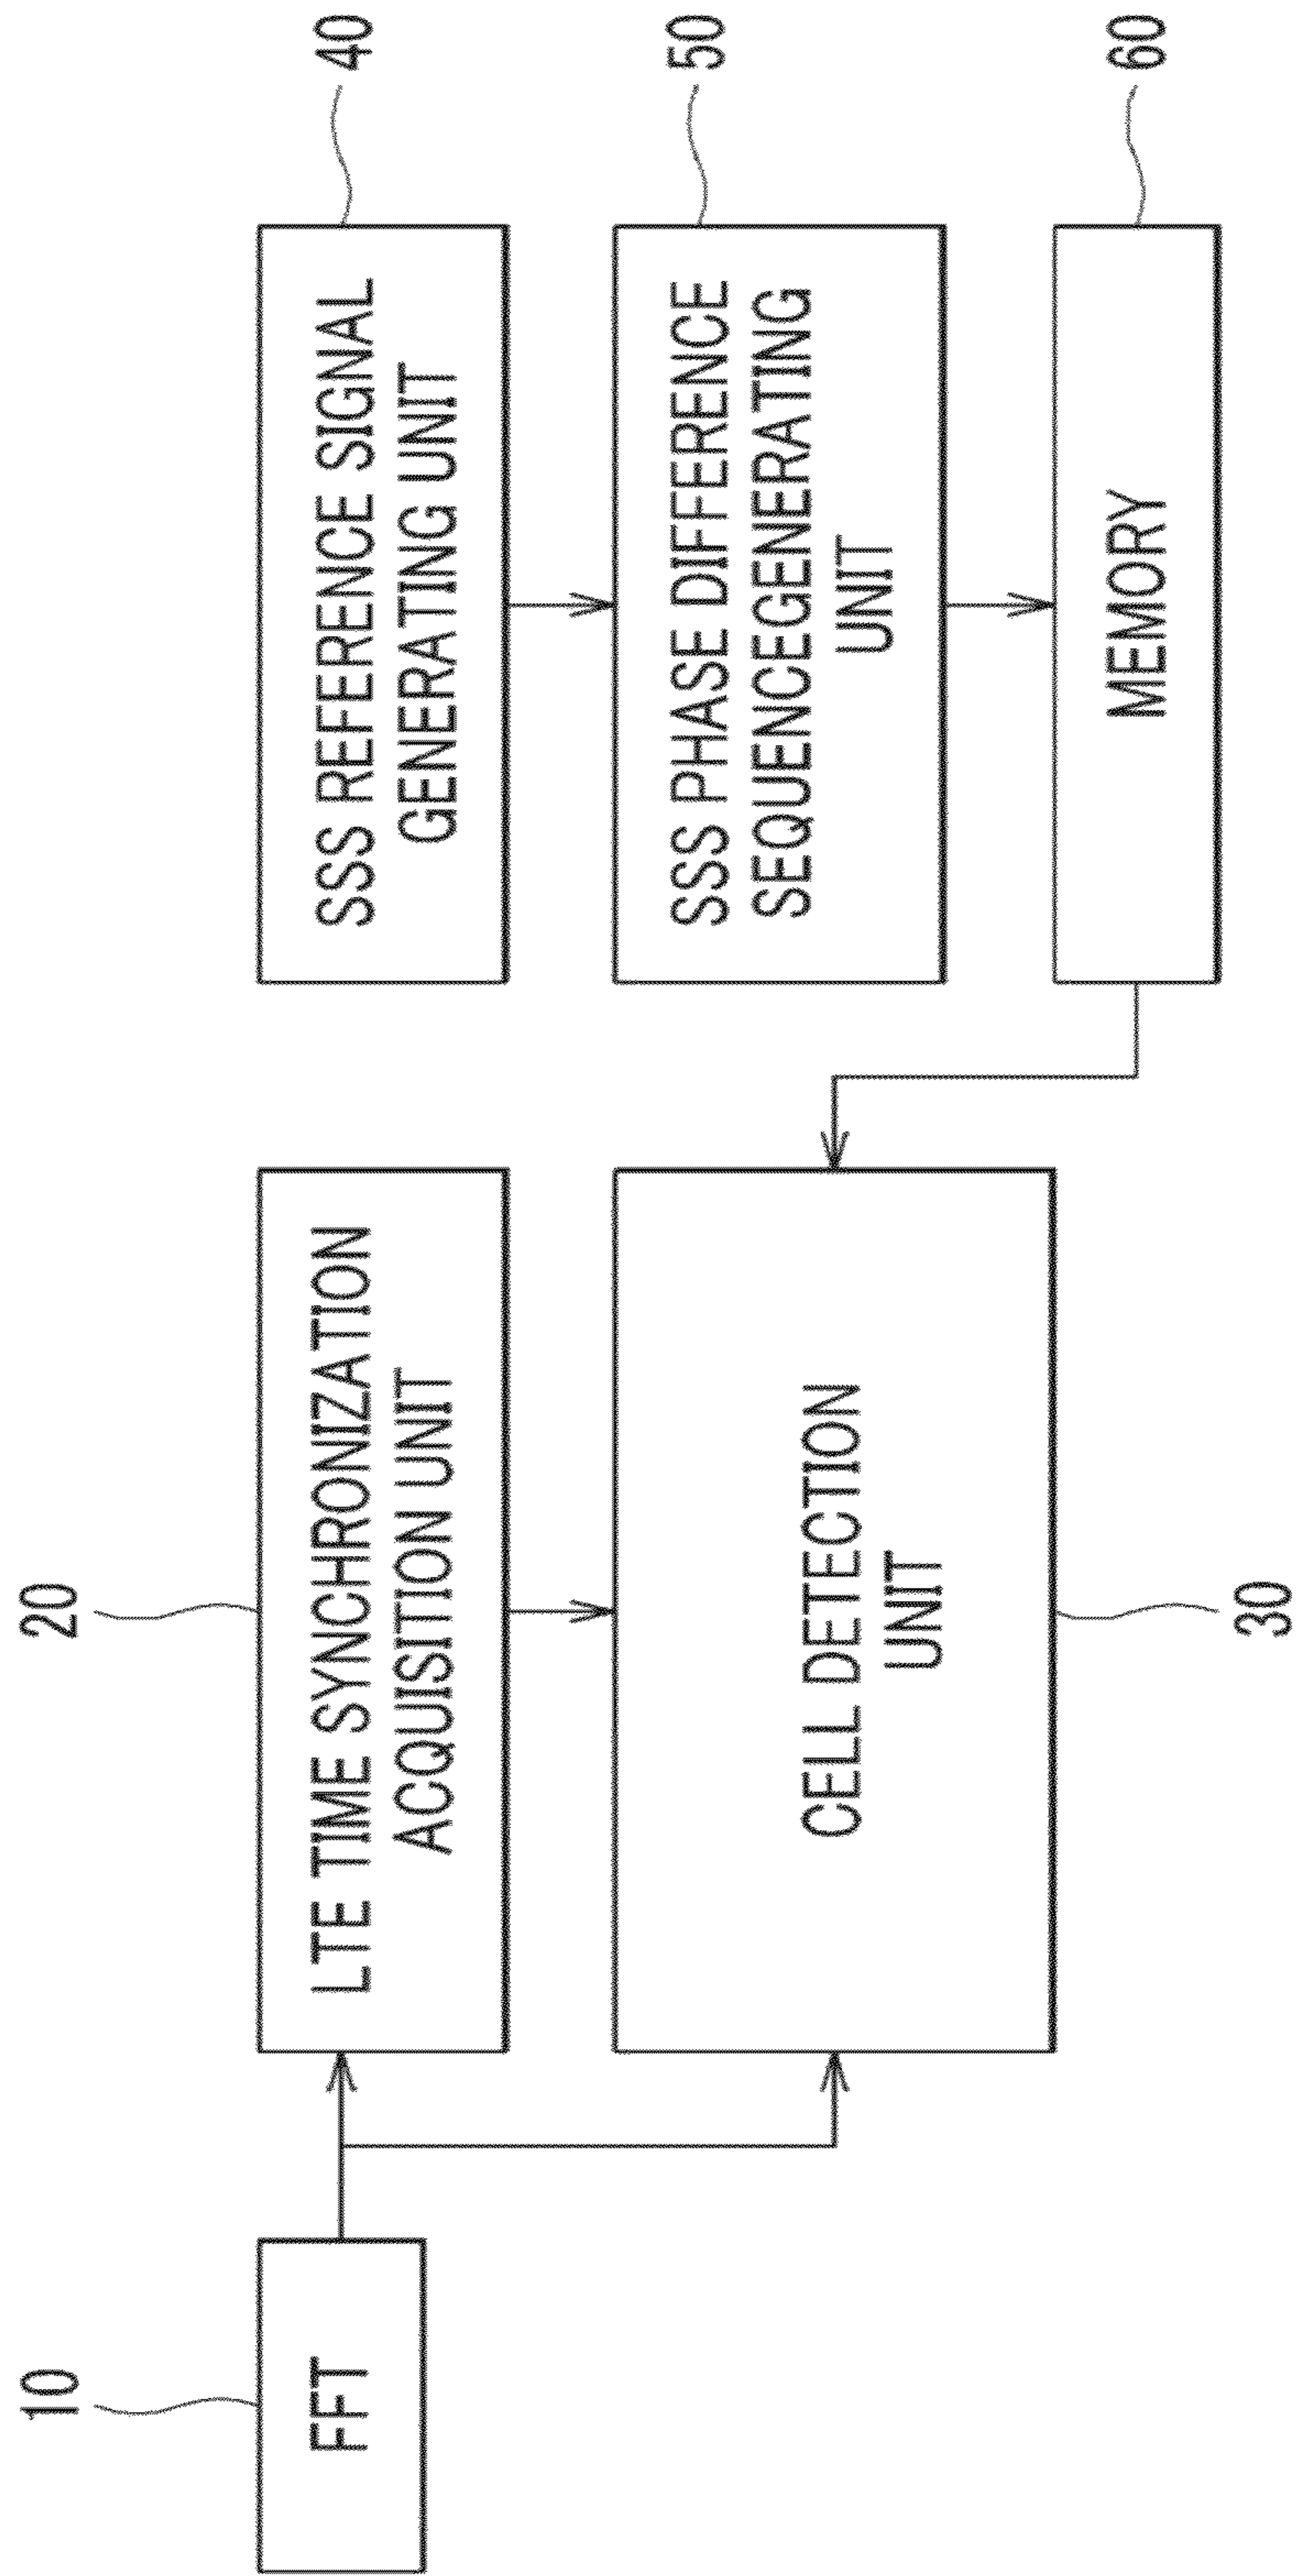 10
FFT
20
LTE TIME SYNCHRONIZATION
ACQUISITION UNIT
CELL DETECTION
UNIT
30
40
SSS REFERENCE SIGNAL
GENERATING UNIT
50
SSS PHASE DIFFERENCE
SEQUENCEGENERATING
UNIT
60
MEMORY